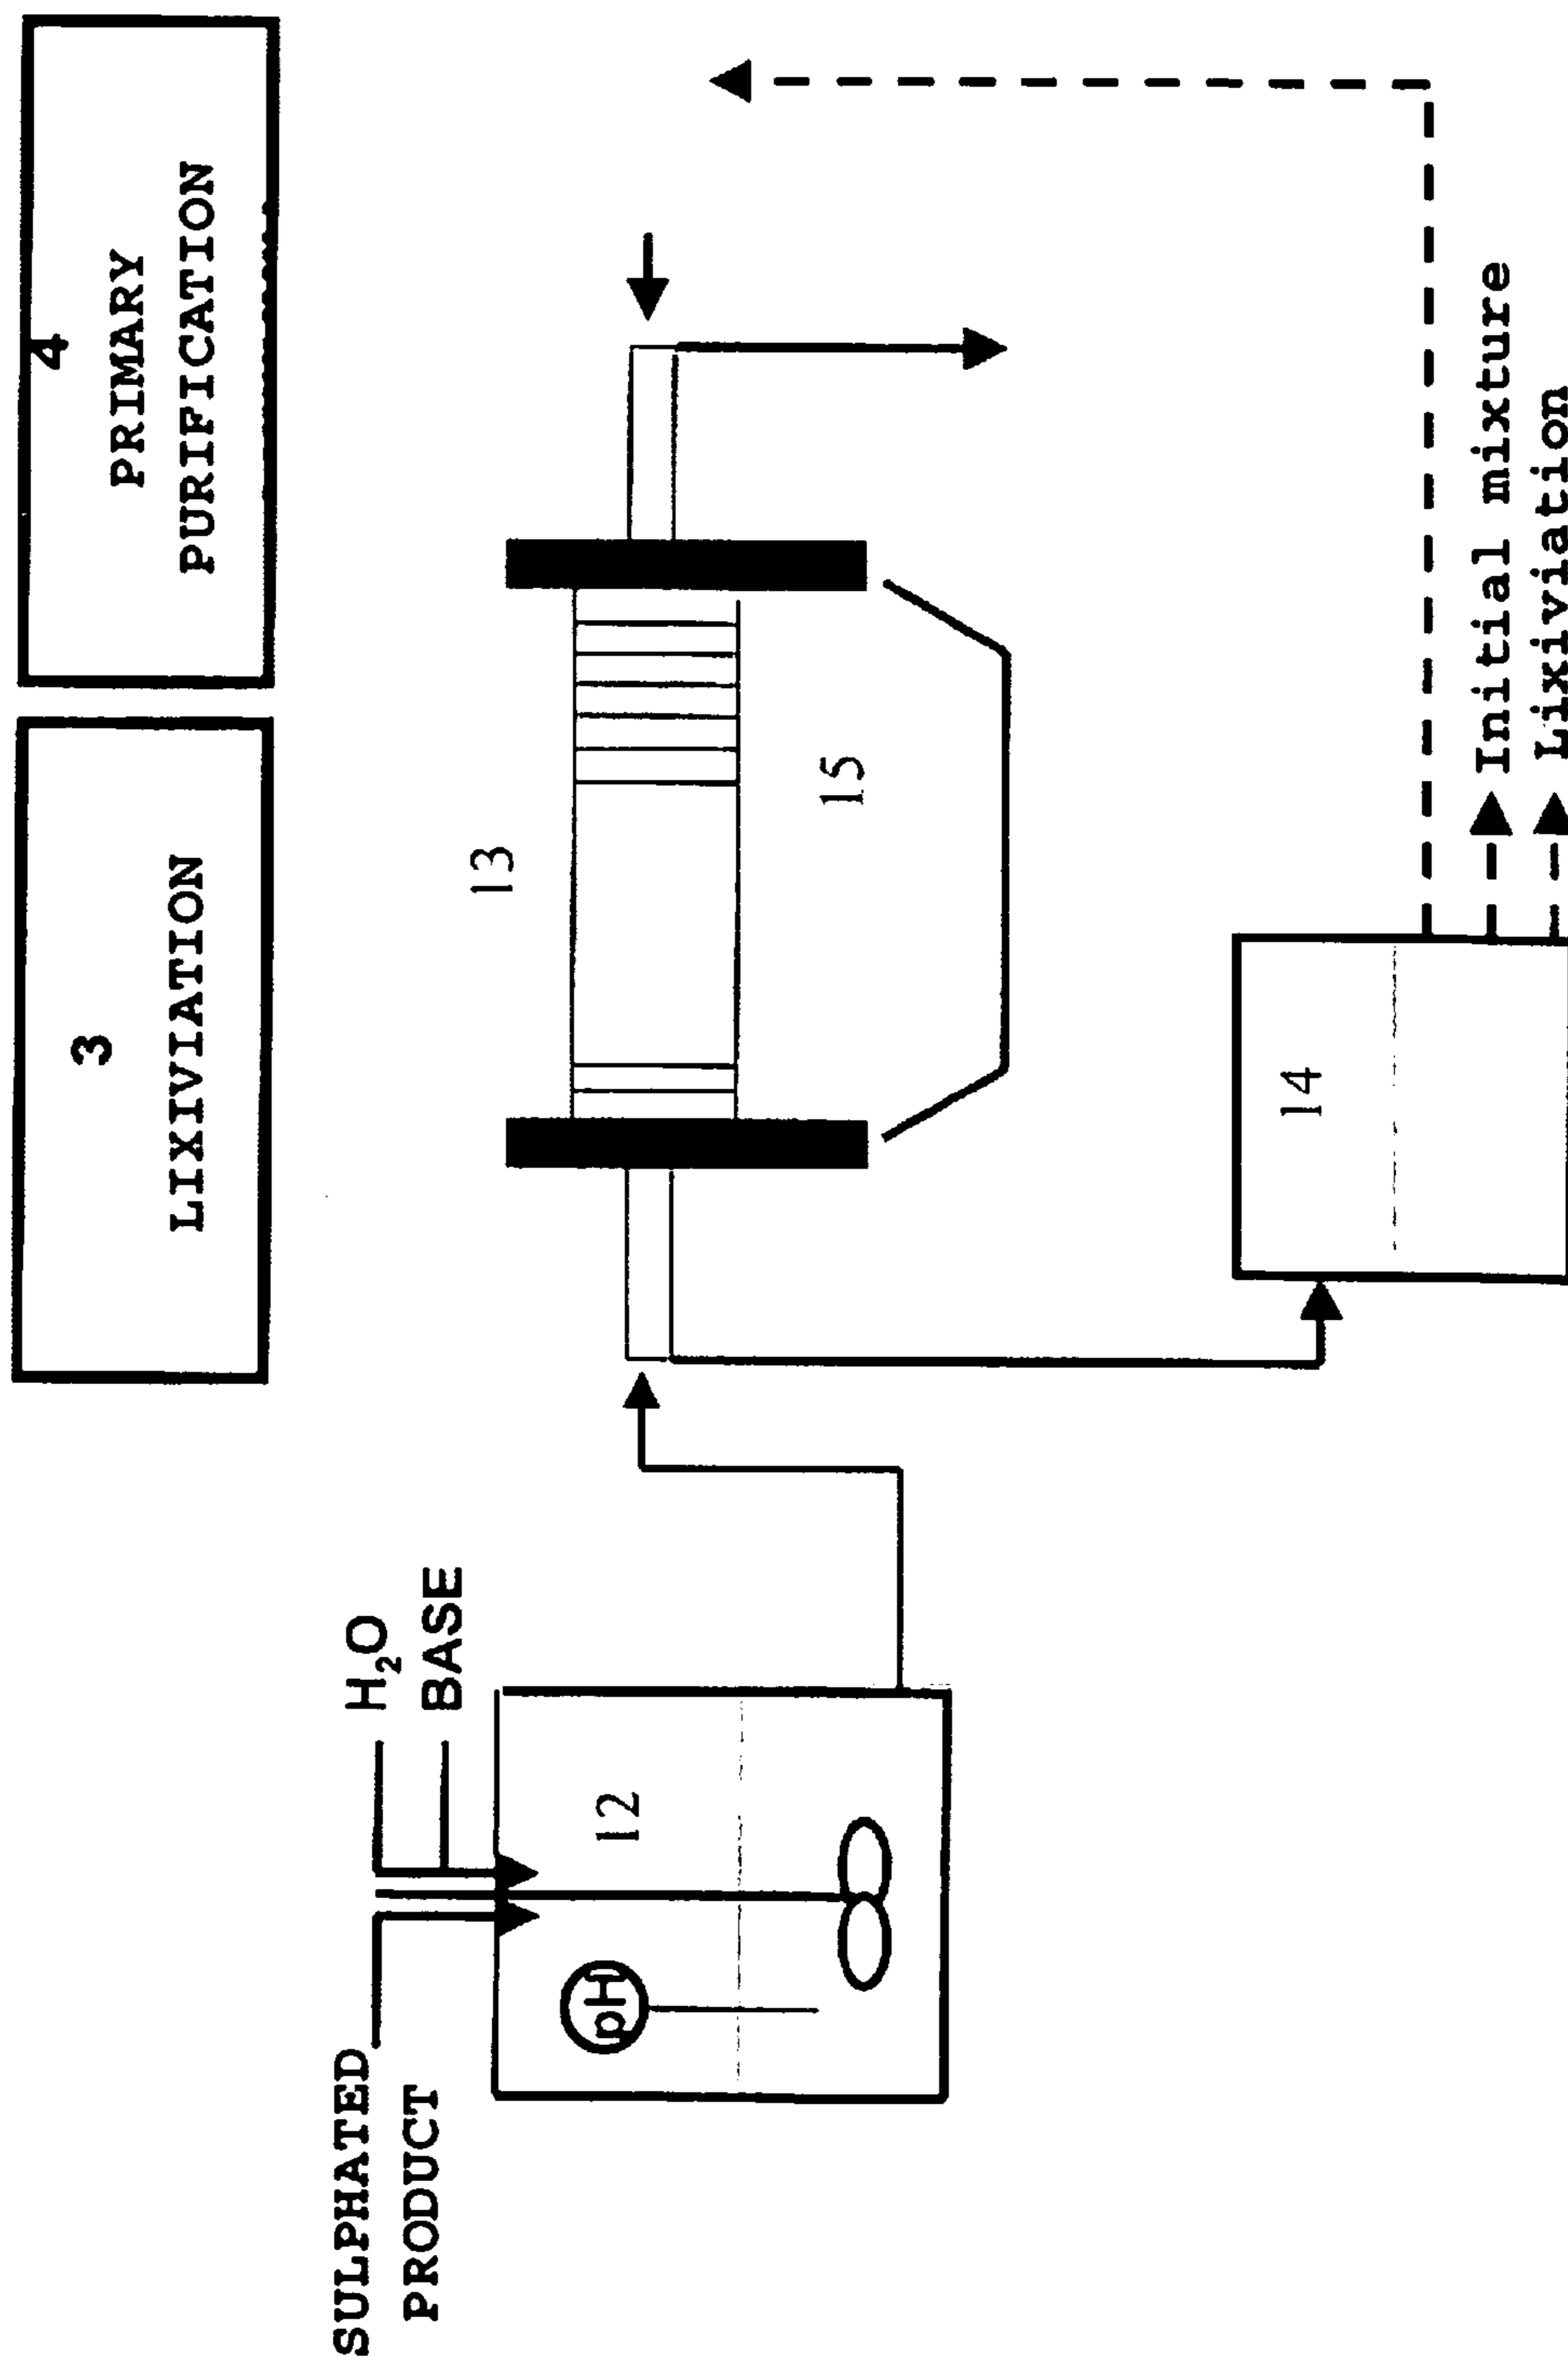 3
LIXIVIATION
4
PRIMARY
PURIFICATION
SULPHATED
PRODUCT
H₂O
BASE
pH
12
13
15
14
Initial mixture
Lixiviation